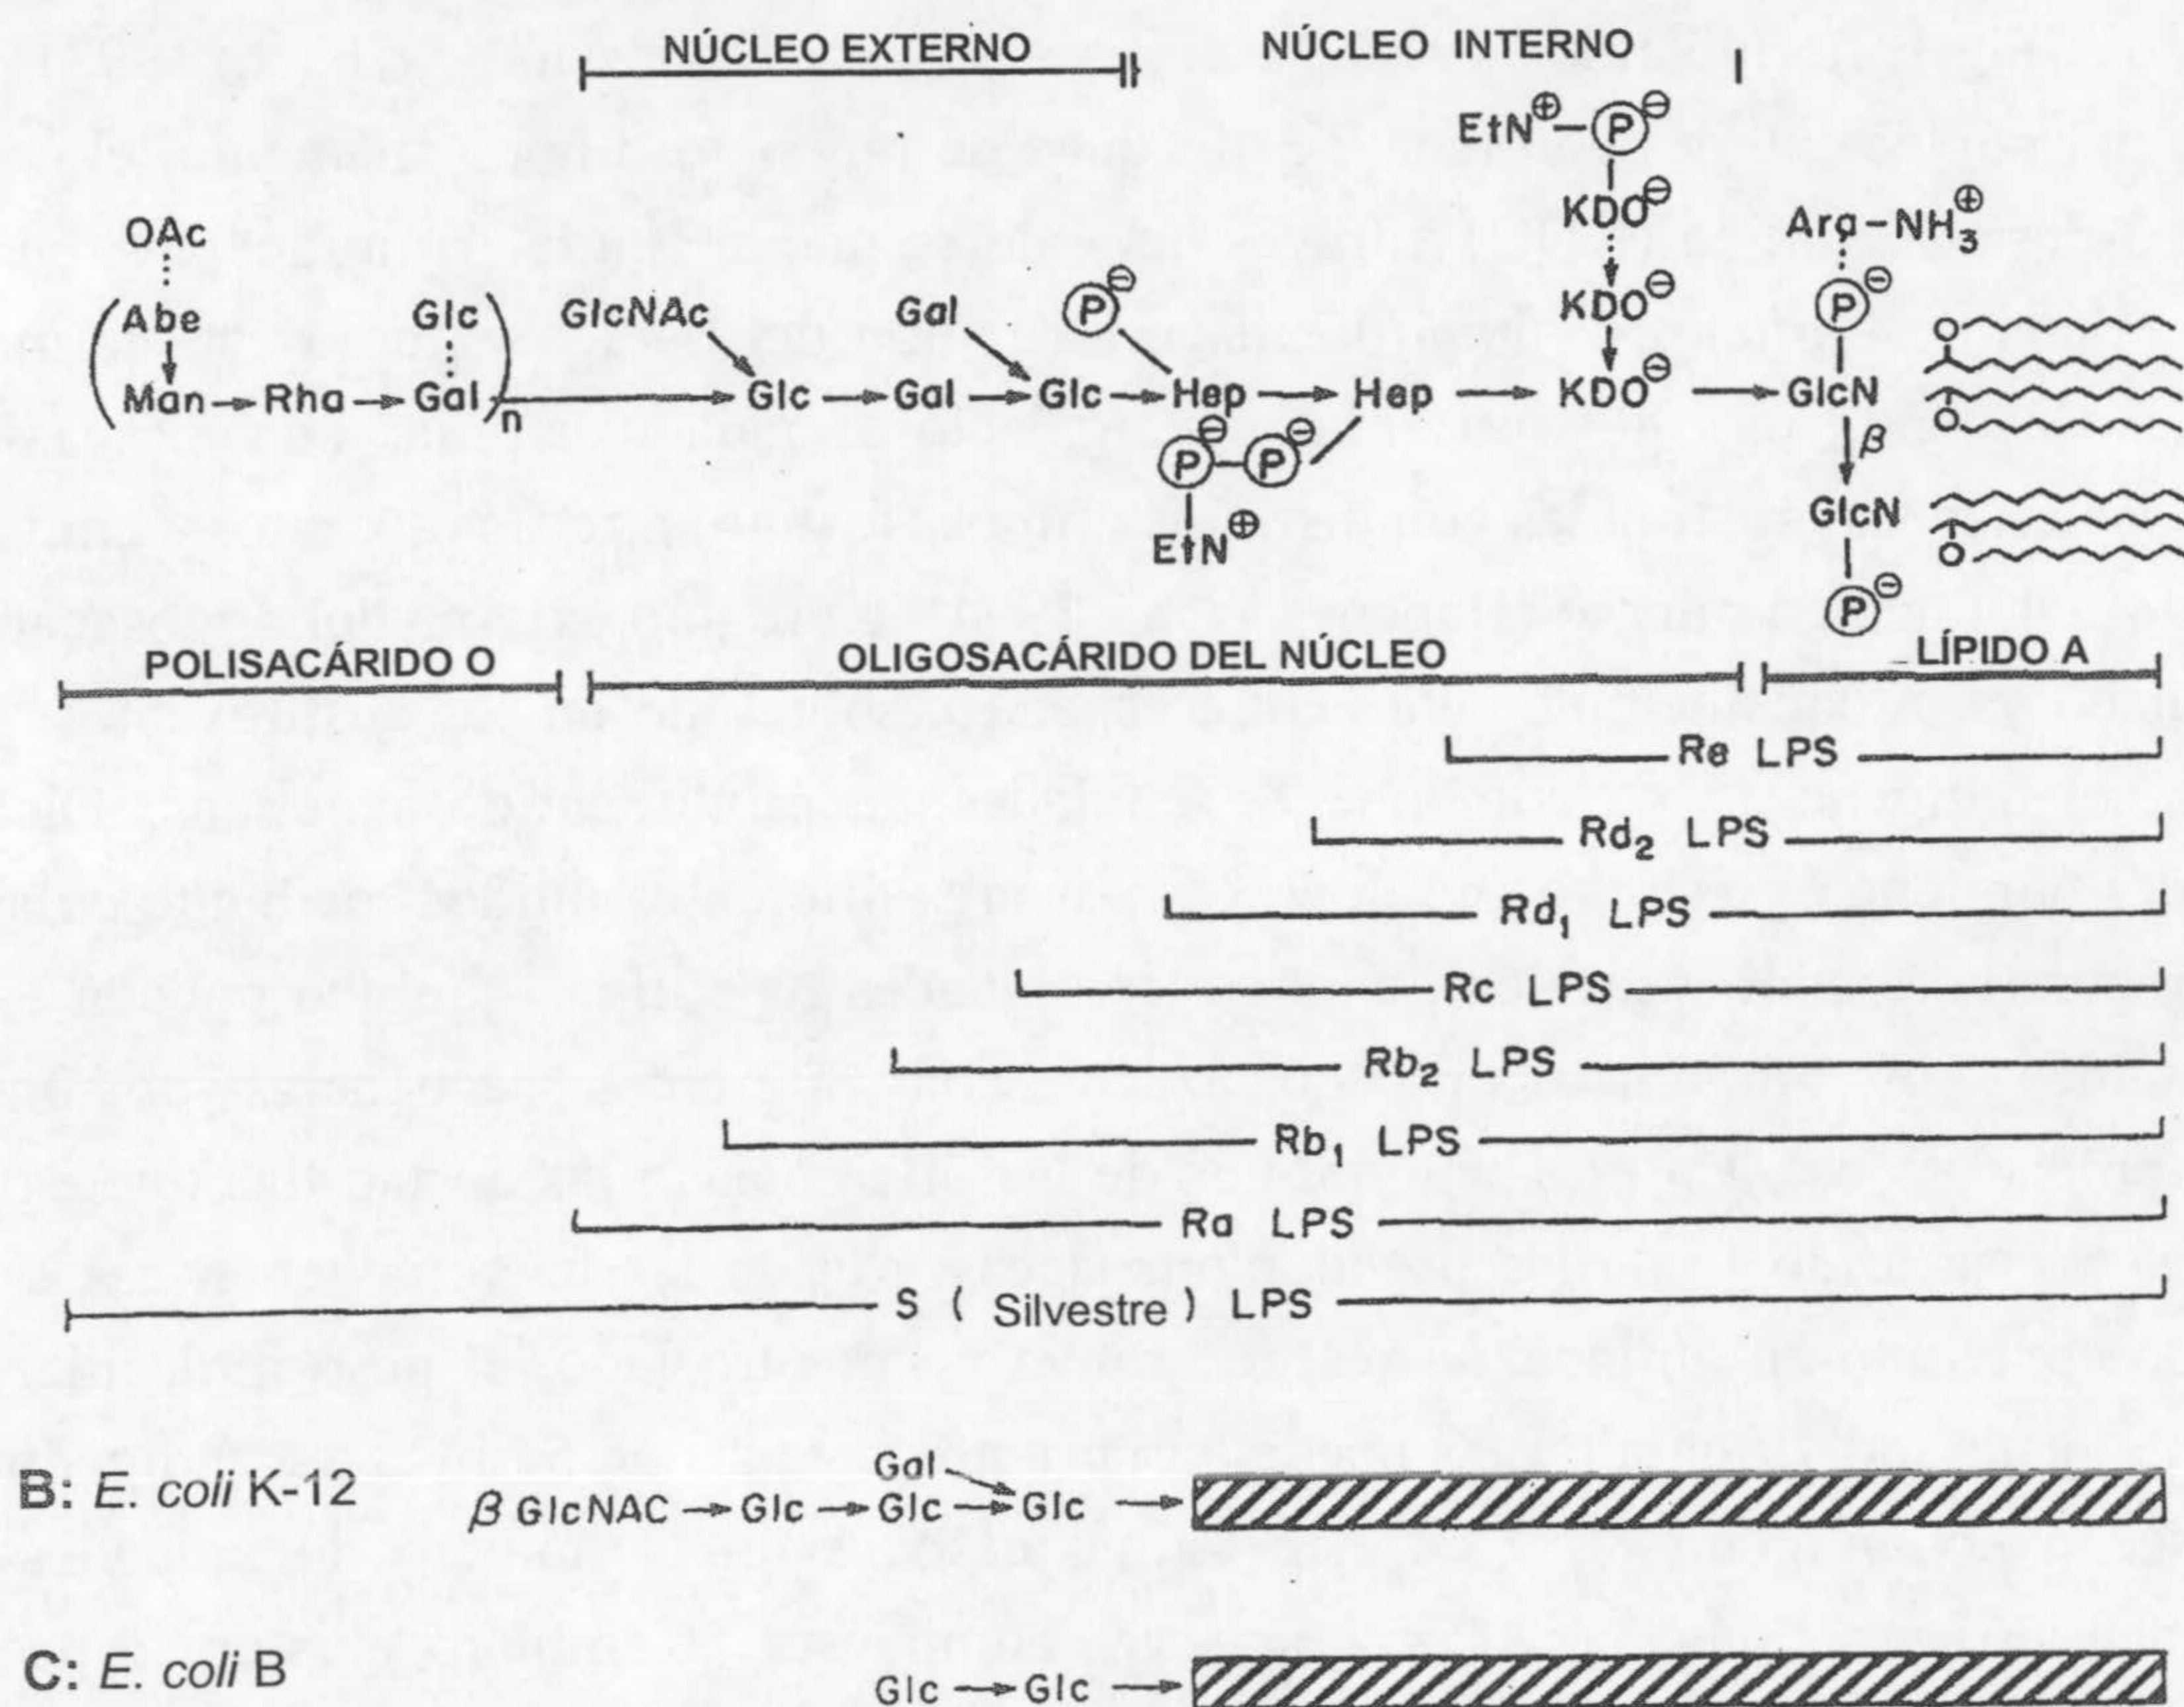 NÚCLEO EXTERNO NÚCLEO INTERNO
EtN⊕–Ⓟ⊖
KDO⊖
OAc Ara–NH₃⊕
KDO⊖ Ⓟ⊖
(Abe Glc) GlcNAc Gal Ⓟ⊖
Man→Rha→Gal)n → Glc → Gal → Glc → Hep → Hep → KDO⊖ → GlcN
β
Ⓟ⊖–Ⓟ⊖
GlcN
EtN⊕
Ⓟ⊖
POLISACÁRIDO O OLIGOSACÁRIDO DEL NÚCLEO LÍPIDO A
Re LPS
Rd₂ LPS
Rd₁ LPS
Rc LPS
Rb₂ LPS
Rb₁ LPS
Ra LPS
S ( Silvestre ) LPS
Gal
B: E. coli K-12 β GlcNAC → Glc → Glc → Glc →
C: E. coli B Glc → Glc →